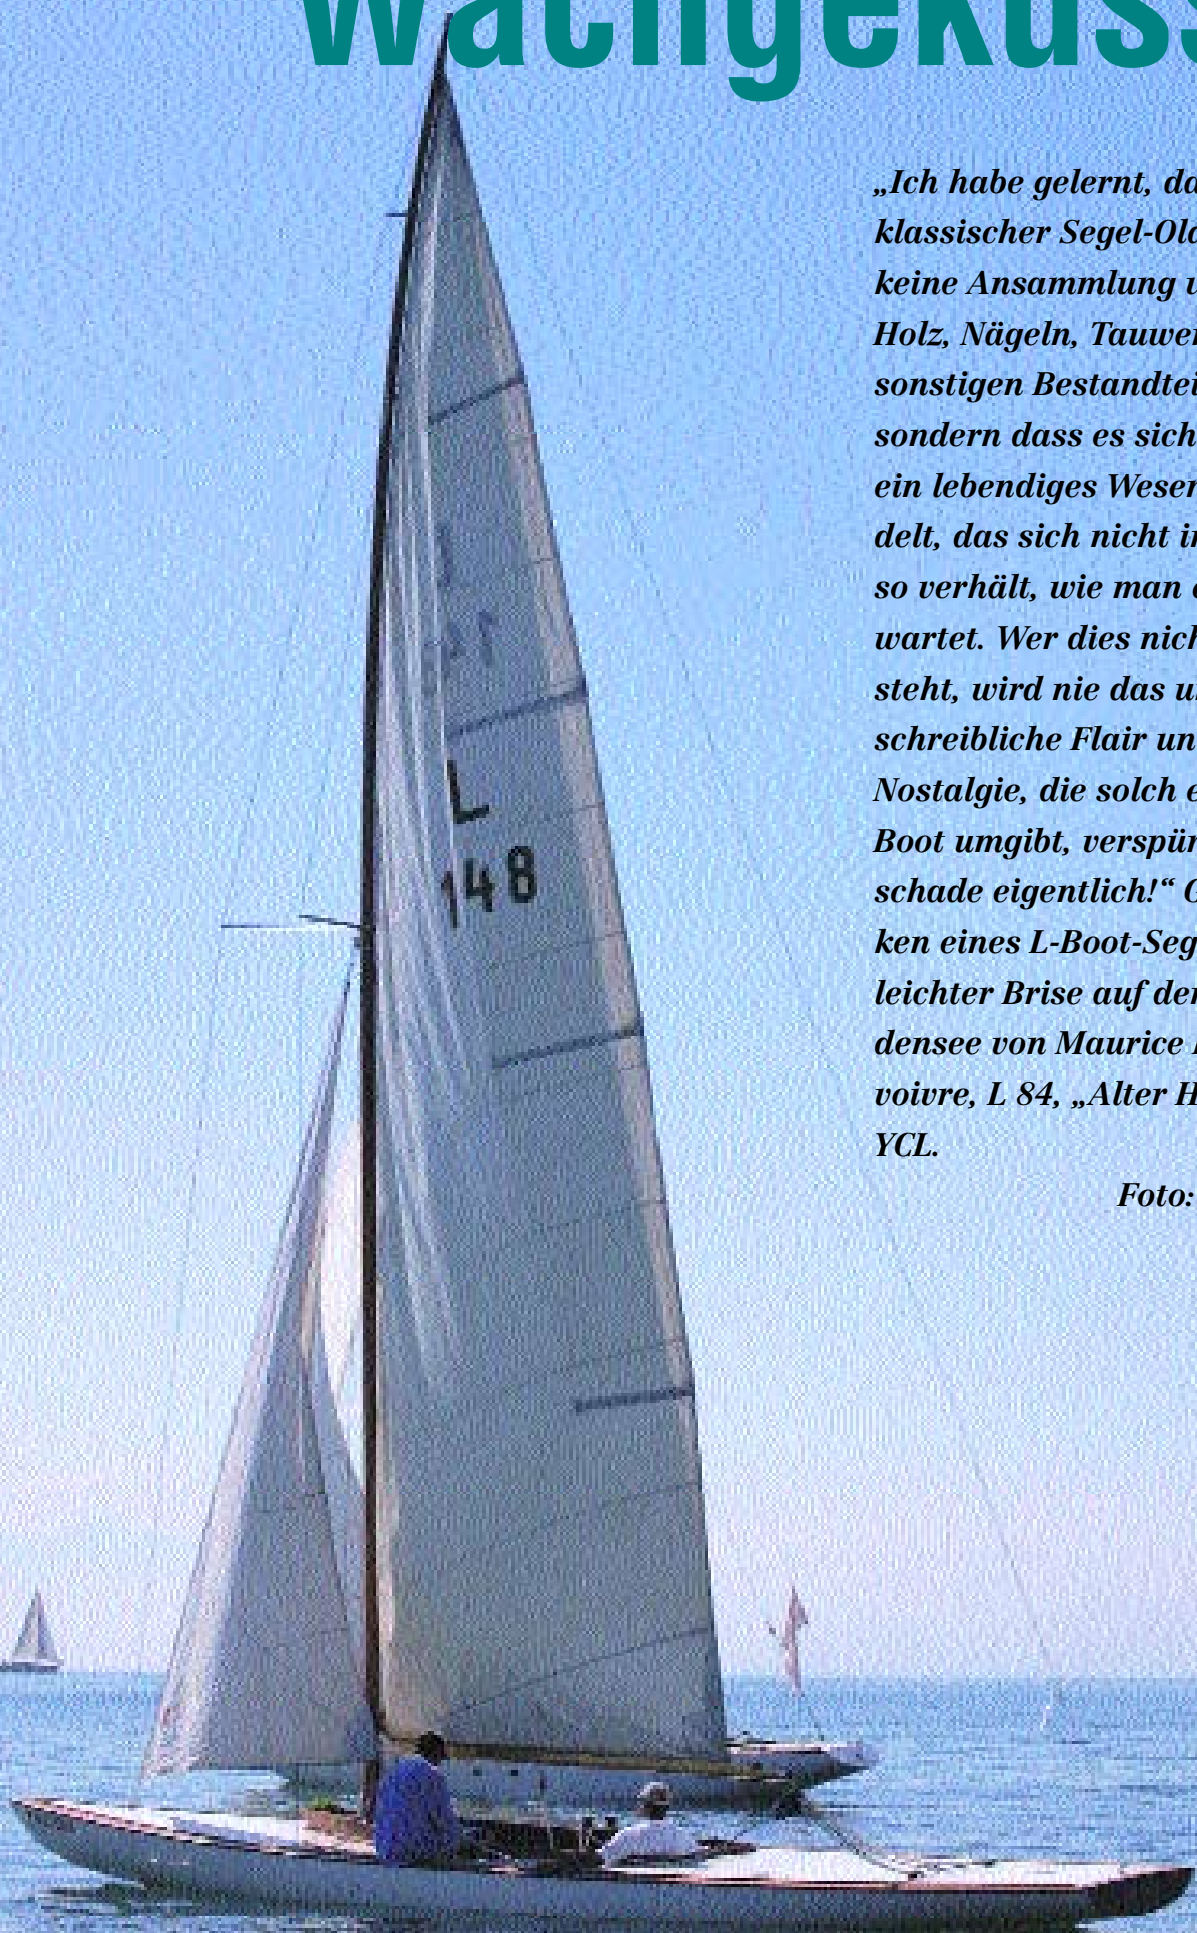 wachgeküss
„Ich habe gelernt, da
klassischer Segel-Old
keine Ansammlung u
Holz, Nägeln, Tauwer
sonstigen Bestandtei
sondern dass es sich
ein lebendiges Wesen
delt, das sich nicht i
so verhält, wie man e
wartet. Wer dies nich
steht, wird nie das u
schreibliche Flair un
Nostalgie, die solch e
Boot umgibt, verspür
schade eigentlich!“ G
ken eines L-Boot-Seg
leichter Brise auf de
densee von Maurice
voivre, L 84, „Alter H
YCL.
Foto:
L
148